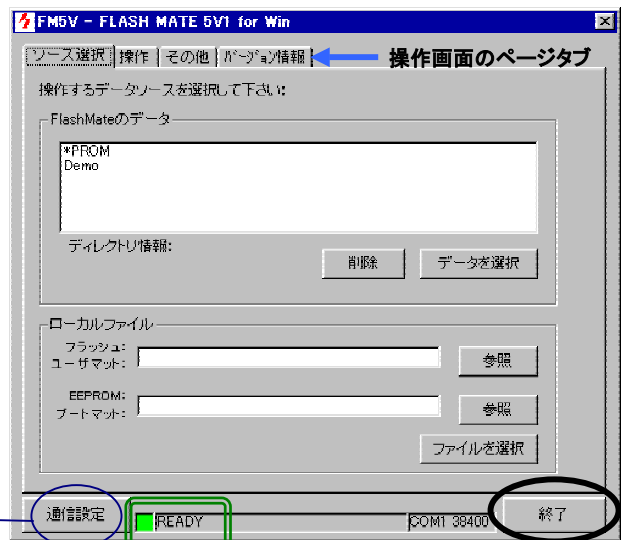 FM5V - FLASH MATE 5V1 for Win
ソース選択 操作 その他 バージョン情報 操作画面のページタブ
操作するデータソースを選択して下さい:
FlashMateのデータ
*PROM
Demo
ディレクトリ情報:
削除 データを選択
ローカルファイル
フラッシュ:
ユーザマット:
参照
EEPROM:
ブートマット:
参照
ファイルを選択
通信設定 READY COM1 38400 終了